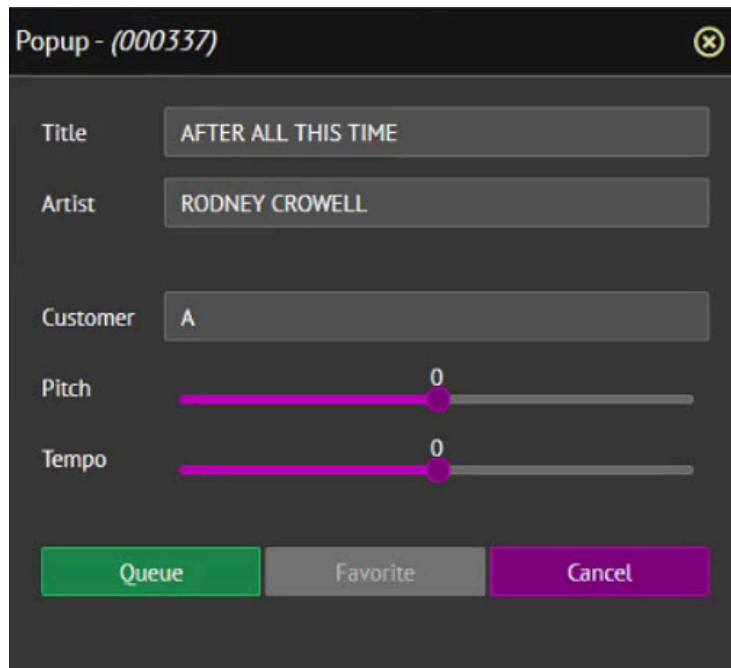 Popup - (000337)
Title AFTER ALL THIS TIME
Artist RODNEY CROWELL
Customer A
Pitch 0
Tempo 0
Queue Favorite Cancel